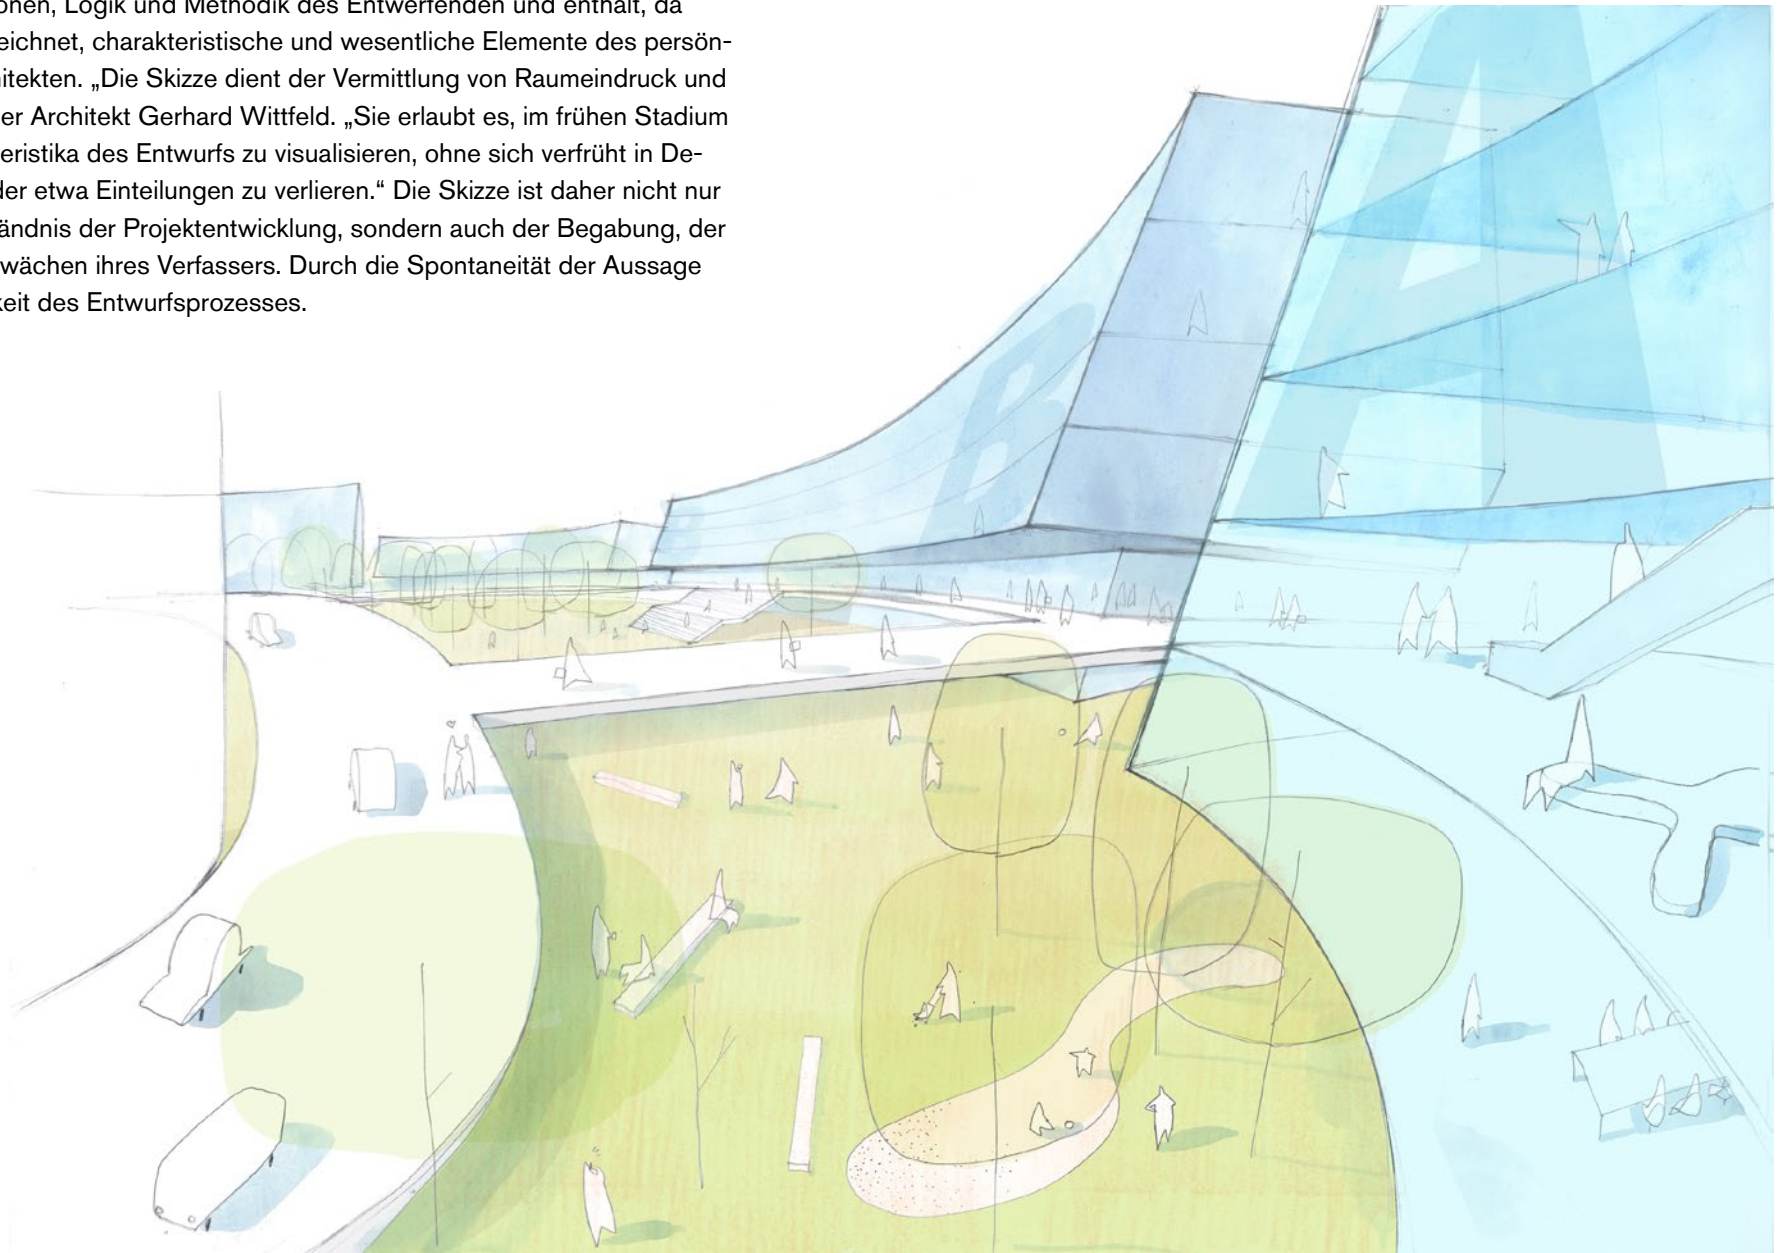 onen, Logik und Methodik des Entwerfenden und enthält, da
eichnet, charakteristische und wesentliche Elemente des persön-
hitekten. „Die Skizze dient der Vermittlung von Raumeindruck und
er Architekt Gerhard Wittfeld. „Sie erlaubt es, im frühen Stadium
eristika des Entwurfs zu visualisieren, ohne sich verfrüht in De-
der etwa Einteilungen zu verlieren.“ Die Skizze ist daher nicht nur
ändnis der Projektentwicklung, sondern auch der Begabung, der
wächen ihres Verfassers. Durch die Spontaneität der Aussage
keit des Entwurfsprozesses.
B
A